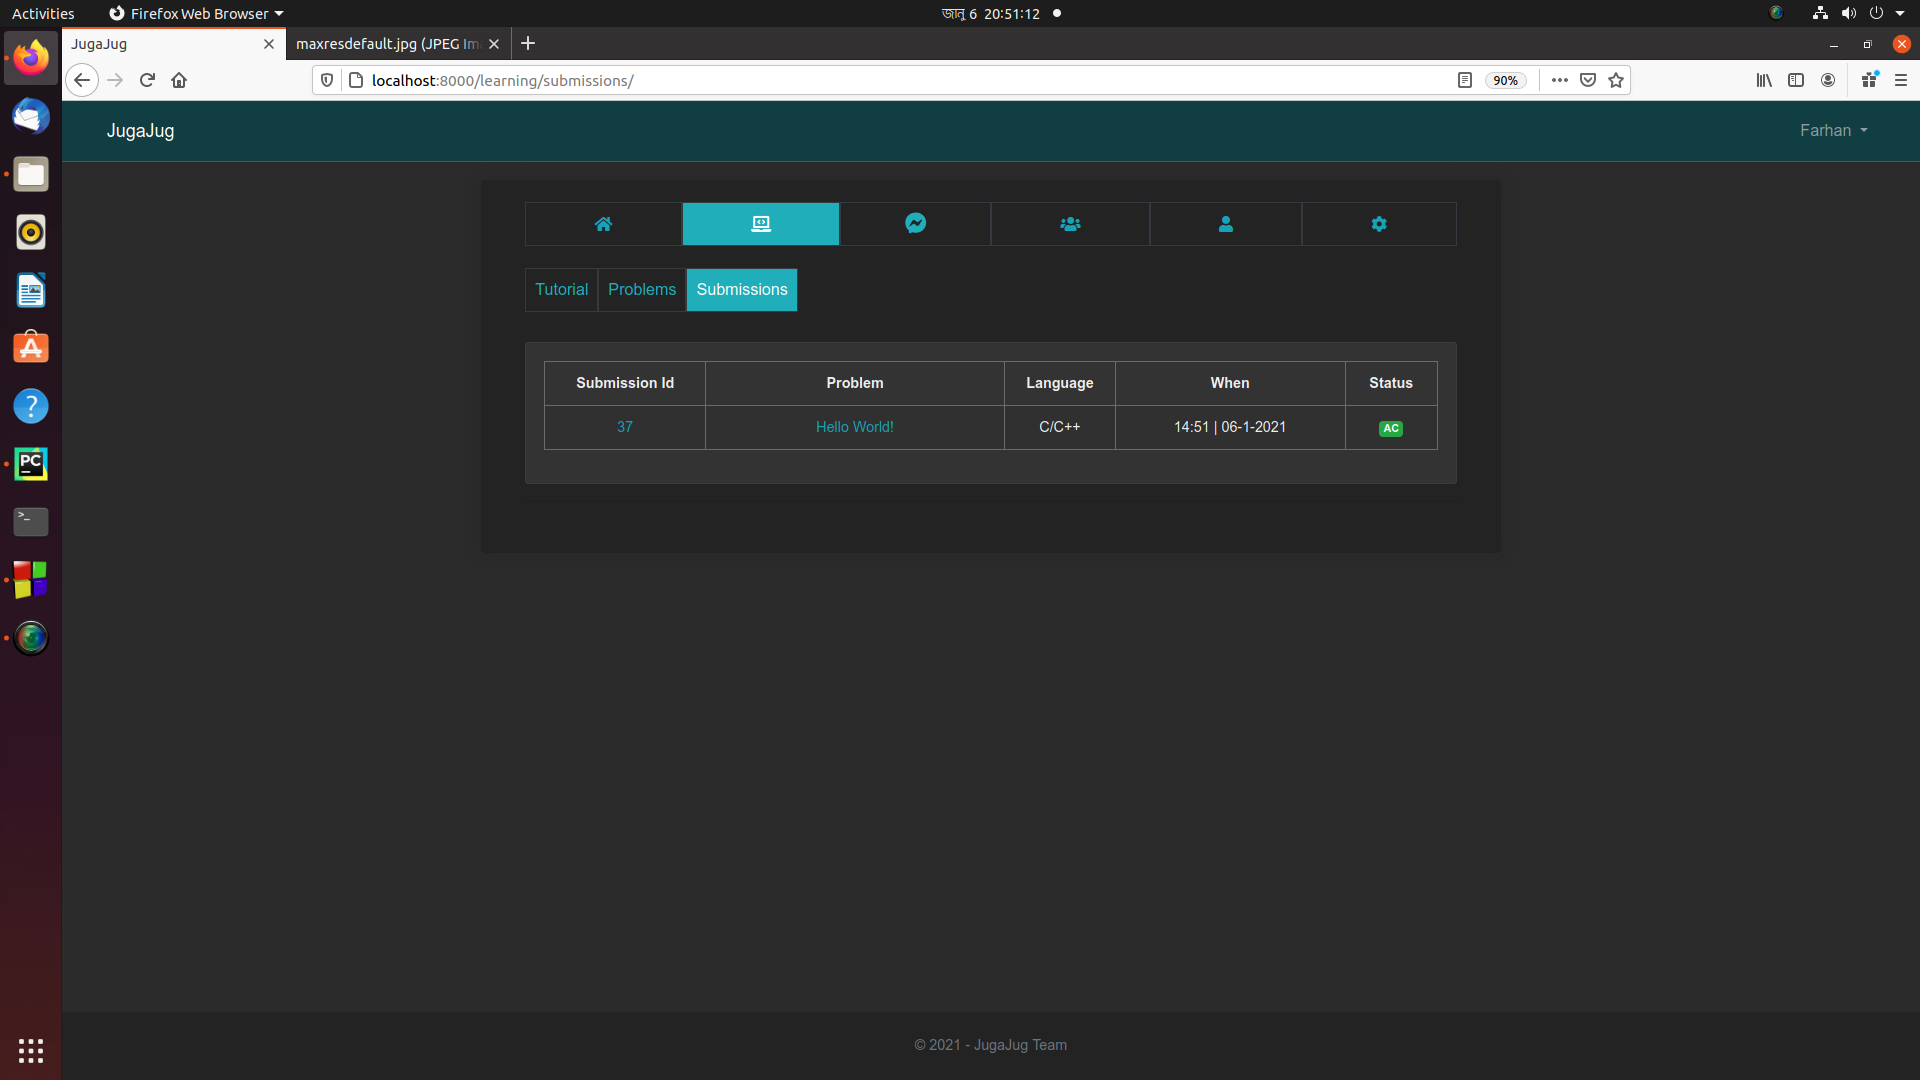 Activities Firefox Web Browser জানু 6 20:51:12
JugaJug maxresdefault.jpg (JPEG Im
localhost:8000/learning/submissions/ 90%
JugaJug Farhan
Tutorial Problems Submissions
Submission Id Problem Language When Status
37 Hello World! C/C++ 14:51 | 06-1-2021 AC
PC
>_
© 2021 - JugaJug Team